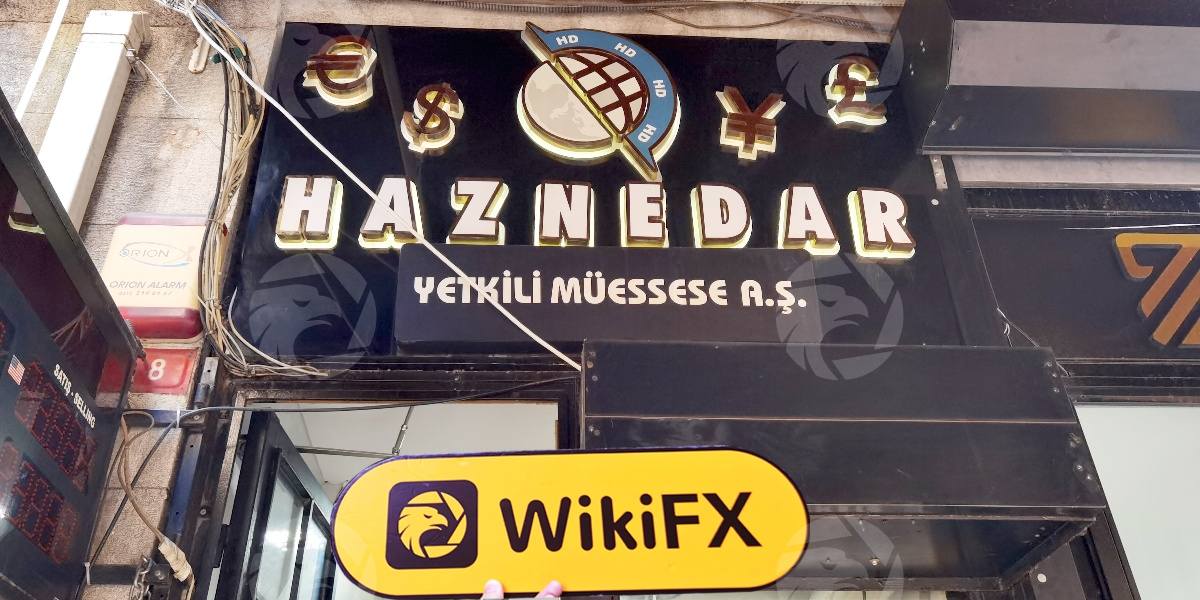 € $ ¥ £
HD HD HD HD
HAZNEDAR
YETKİLİ MÜESSESE A.Ş.
ORION
ORION ALARM
8
SATIŞ - SELLING
WikiFX